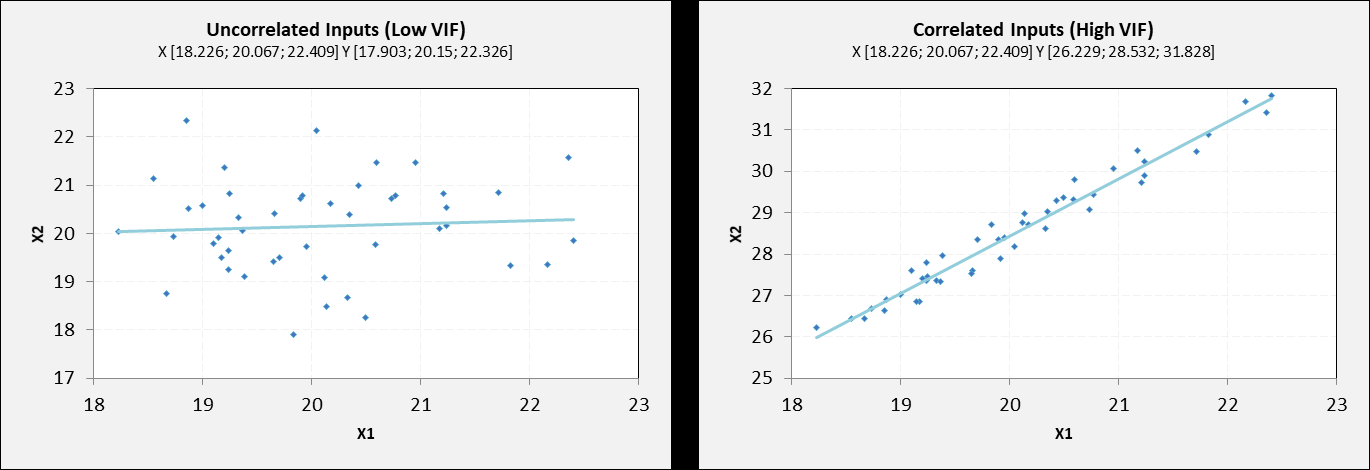 Uncorrelated Inputs (Low VIF)
X [18.226; 20.067; 22.409] Y [17.903; 20.15; 22.326]
23
22
21
20
19
18
17
X2
18 19 20 21 22 23
X1
Correlated Inputs (High VIF)
X [18.226; 20.067; 22.409] Y [26.229; 28.532; 31.828]
32
31
30
29
28
27
26
25
X2
18 19 20 21 22 23
X1